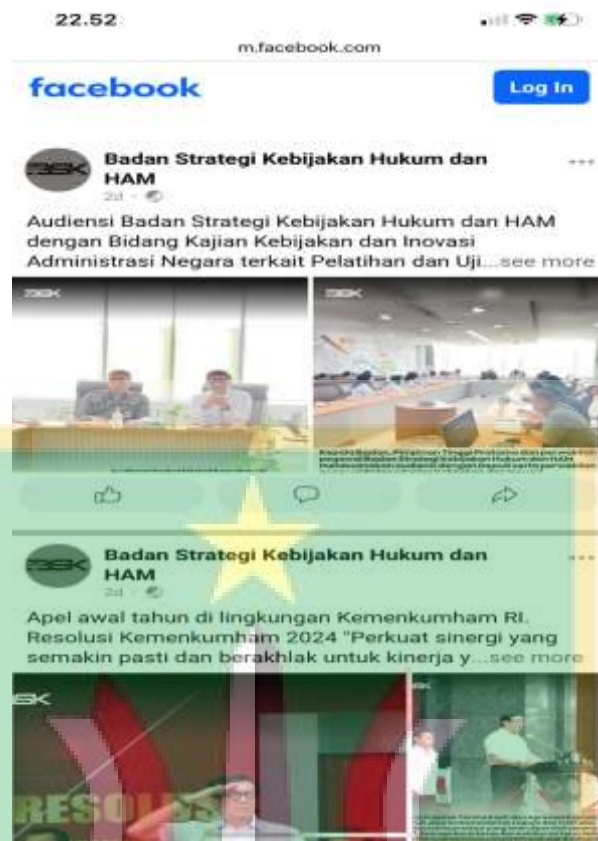 22.52
m.facebook.com
facebook
Log In
Badan Strategi Kebijakan Hukum dan
HAM
2d
Audiensi Badan Strategi Kebijakan Hukum dan HAM
dengan Bidang Kajian Kebijakan dan Inovasi
Administrasi Negara terkait Pelatihan dan Uji...see more
BSK
BSK
Badan Strategi Kebijakan Hukum dan
HAM
2d
Apel awal tahun di lingkungan Kemenkumham RI.
Resolusi Kemenkumham 2024 "Perkuat sinergi yang
semakin pasti dan berakhlak untuk kinerja y...see more